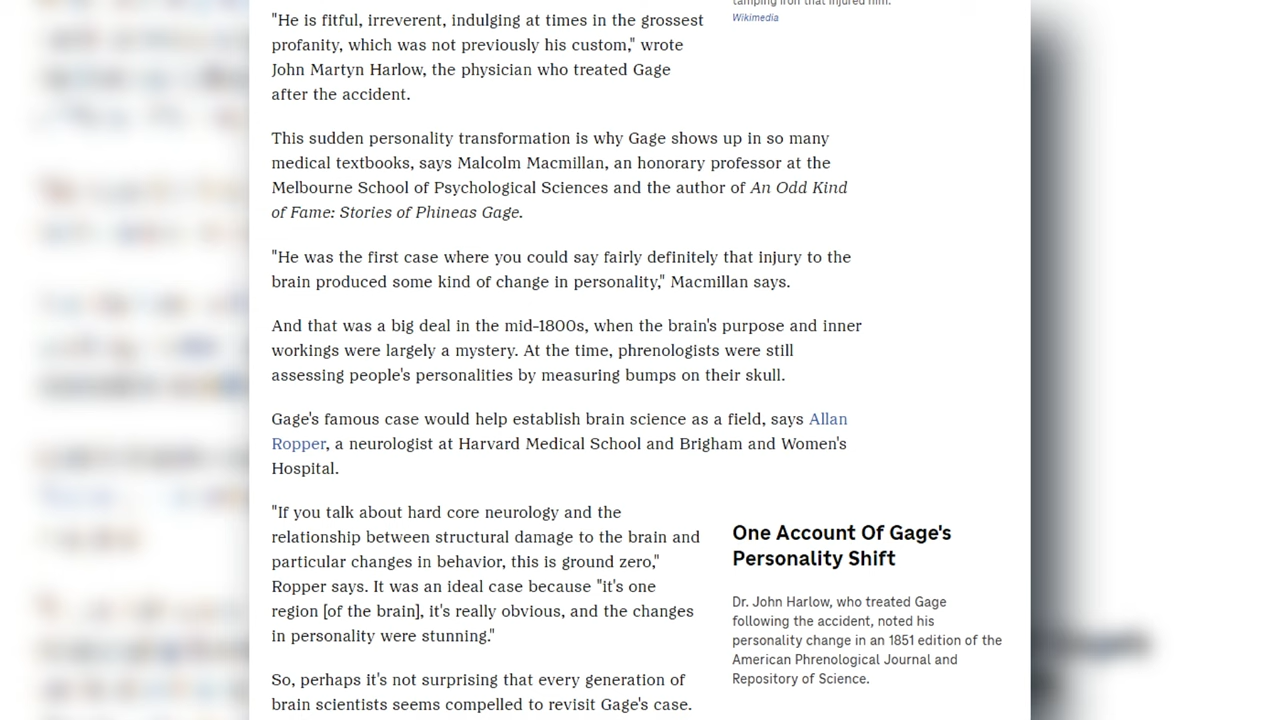 tamping iron that injured him.
Wikimedia
"He is fitful, irreverent, indulging at times in the grossest
profanity, which was not previously his custom," wrote
John Martyn Harlow, the physician who treated Gage
after the accident.
This sudden personality transformation is why Gage shows up in so many
medical textbooks, says Malcolm Macmillan, an honorary professor at the
Melbourne School of Psychological Sciences and the author of An Odd Kind
of Fame: Stories of Phineas Gage.
"He was the first case where you could say fairly definitely that injury to the
brain produced some kind of change in personality," Macmillan says.
And that was a big deal in the mid-1800s, when the brain's purpose and inner
workings were largely a mystery. At the time, phrenologists were still
assessing people's personalities by measuring bumps on their skull.
Gage's famous case would help establish brain science as a field, says Allan
Ropper, a neurologist at Harvard Medical School and Brigham and Women's
Hospital.
"If you talk about hard core neurology and the
relationship between structural damage to the brain and
particular changes in behavior, this is ground zero,"
Ropper says. It was an ideal case because "it's one
region [of the brain], it's really obvious, and the changes
in personality were stunning."
So, perhaps it's not surprising that every generation of
brain scientists seems compelled to revisit Gage's case.
One Account Of Gage's
Personality Shift
Dr. John Harlow, who treated Gage
following the accident, noted his
personality change in an 1851 edition of the
American Phrenological Journal and
Repository of Science.